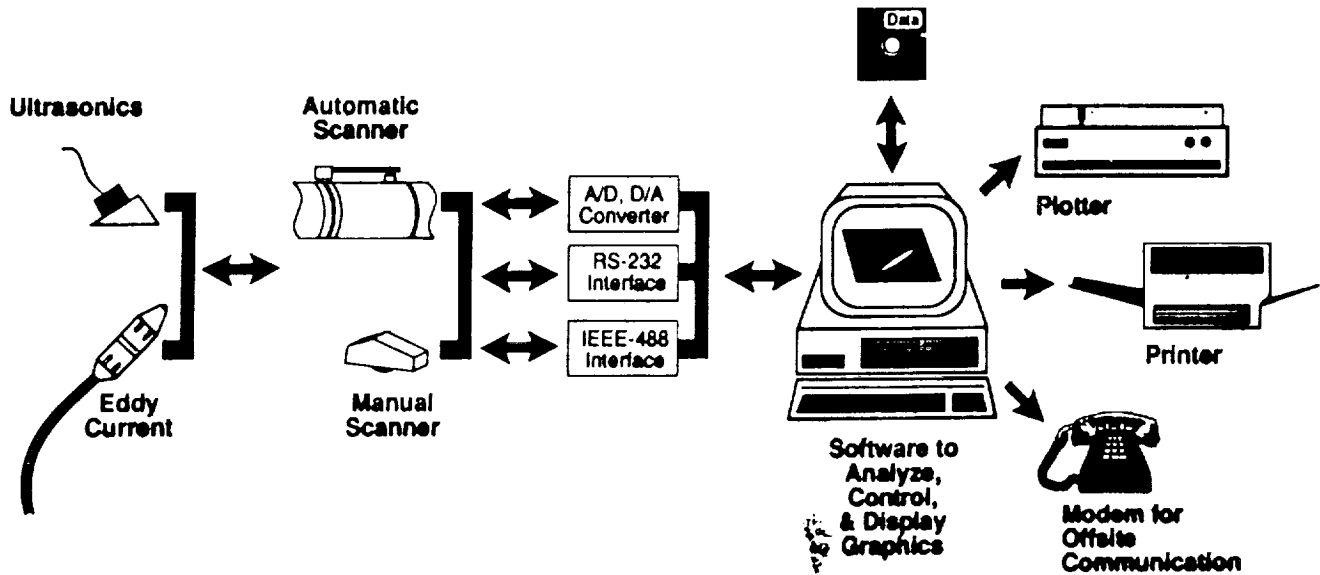 Data
Ultrasonics
Automatic
Scanner
A/D, D/A
Converter
Plotter
RS-232
Interface
Printer
IEEE-488
Interface
Eddy
Current
Manual
Scanner
Software to
Analyze,
Control,
& Display
Graphics
Modem for
Offsite
Communication